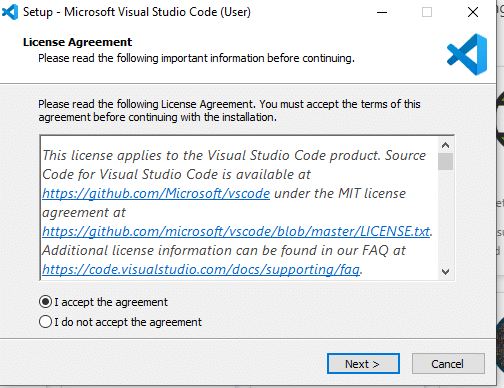 Setup - Microsoft Visual Studio Code (User)
License Agreement
Please read the following important information before continuing.
Please read the following License Agreement. You must accept the terms of this
agreement before continuing with the installation.
This license applies to the Visual Studio Code product. Source
Code for Visual Studio Code is available at
https://github.com/Microsoft/vscode under the MIT license
agreement at
https://github.com/microsoft/vscode/blob/master/LICENSE.txt.
Additional license information can be found in our FAQ at
https://code.visualstudio.com/docs/supporting/faq.
I accept the agreement
I do not accept the agreement
Next >
Cancel